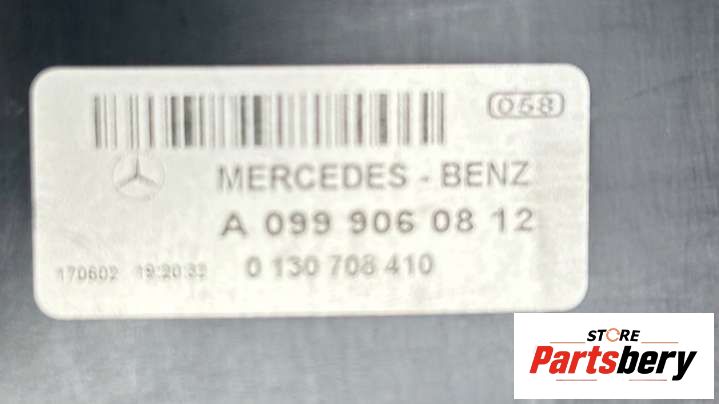 058
MERCEDES - BENZ
A 099 906 08 12
170602 19:20:32 0 130 708 410
STORE
Partsbery